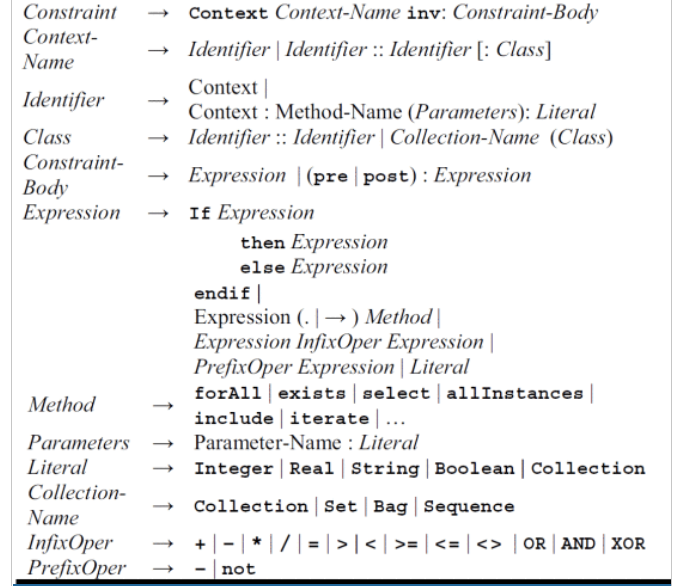 Constraint → Context Context-Name inv: Constraint-Body
Context-
Name → Identifier | Identifier :: Identifier [: Class]
Identifier → Context |
Context : Method-Name (Parameters): Literal
Class → Identifier :: Identifier | Collection-Name (Class)
Constraint-
Body → Expression | (pre | post) : Expression
Expression → If Expression
then Expression
else Expression
endif |
Expression (. | → ) Method |
Expression InfixOper Expression |
PrefixOper Expression | Literal
Method → forAll | exists | select | allInstances |
include | iterate | ...
Parameters → Parameter-Name : Literal
Literal → Integer | Real | String | Boolean | Collection
Collection-
Name → Collection | Set | Bag | Sequence
InfixOper → + | - | * | / | = | > | < | >= | <= | <> | OR | AND | XOR
PrefixOper → - | not